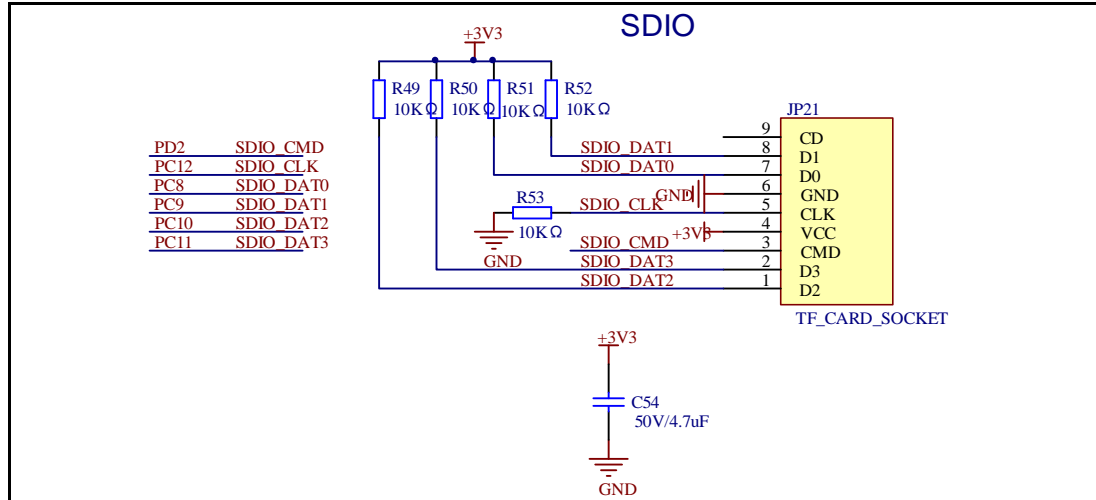 SDIO
+3V3
R49
10KΩ
R50
10KΩ
R51
10KΩ
R52
10KΩ
JP21
PD2 SDIO_CMD
PC12 SDIO_CLK
PC8 SDIO_DAT0
PC9 SDIO_DAT1
PC10 SDIO_DAT2
PC11 SDIO_DAT3
9 CD
SDIO_DAT1 8 D1
SDIO_DAT0 7 D0
GND 6 GND
R53
10KΩ
GND
SDIO_CLK 5 CLK
+3V3 4 VCC
SDIO_CMD 3 CMD
SDIO_DAT3 2 D3
SDIO_DAT2 1 D2
TF_CARD_SOCKET
+3V3
C54
50V/4.7uF
GND